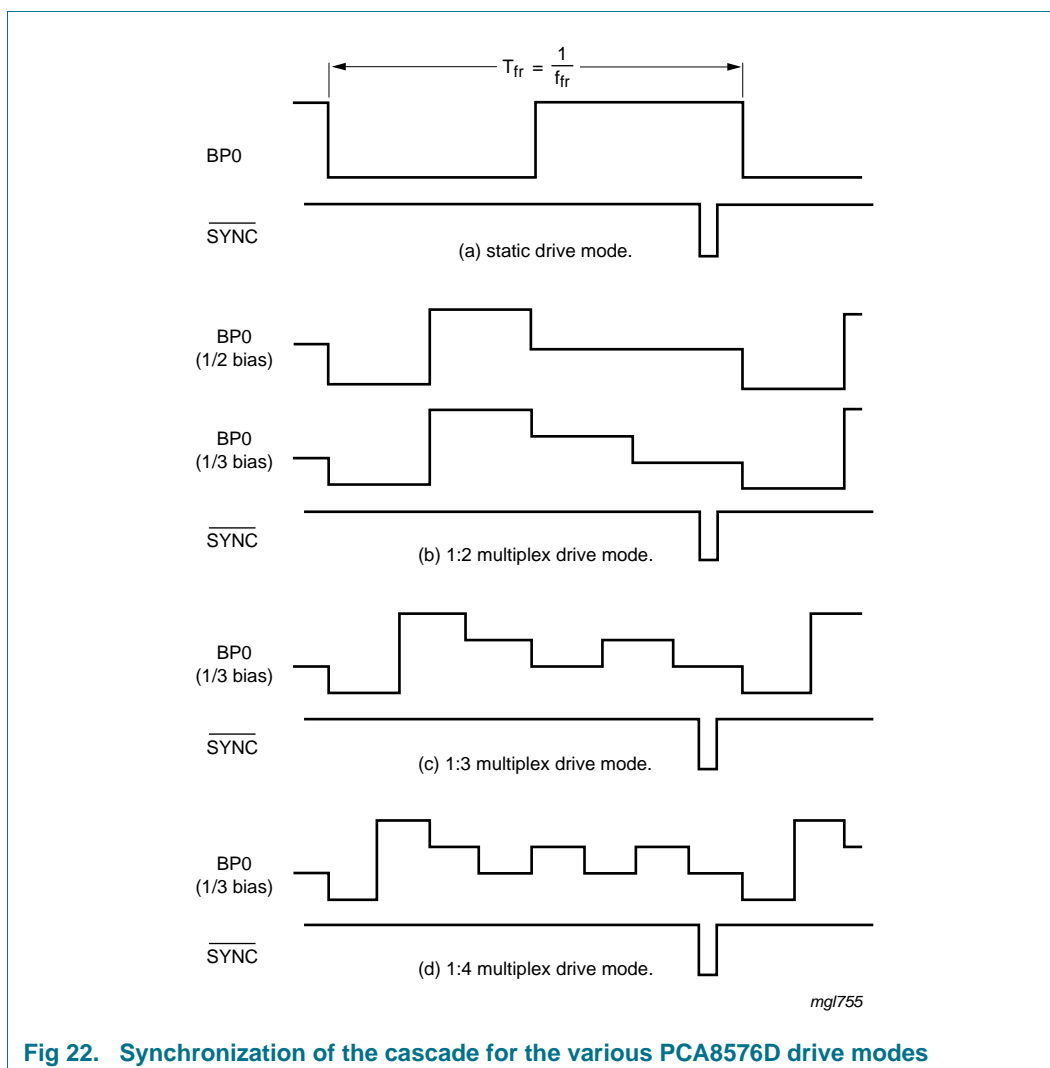 Tfr = 1/ffr
BP0
SYNC
(a) static drive mode.
BP0
(1/2 bias)
BP0
(1/3 bias)
SYNC
(b) 1:2 multiplex drive mode.
BP0
(1/3 bias)
SYNC
(c) 1:3 multiplex drive mode.
BP0
(1/3 bias)
SYNC
(d) 1:4 multiplex drive mode.
mgl755
Fig 22. Synchronization of the cascade for the various PCA8576D drive modes